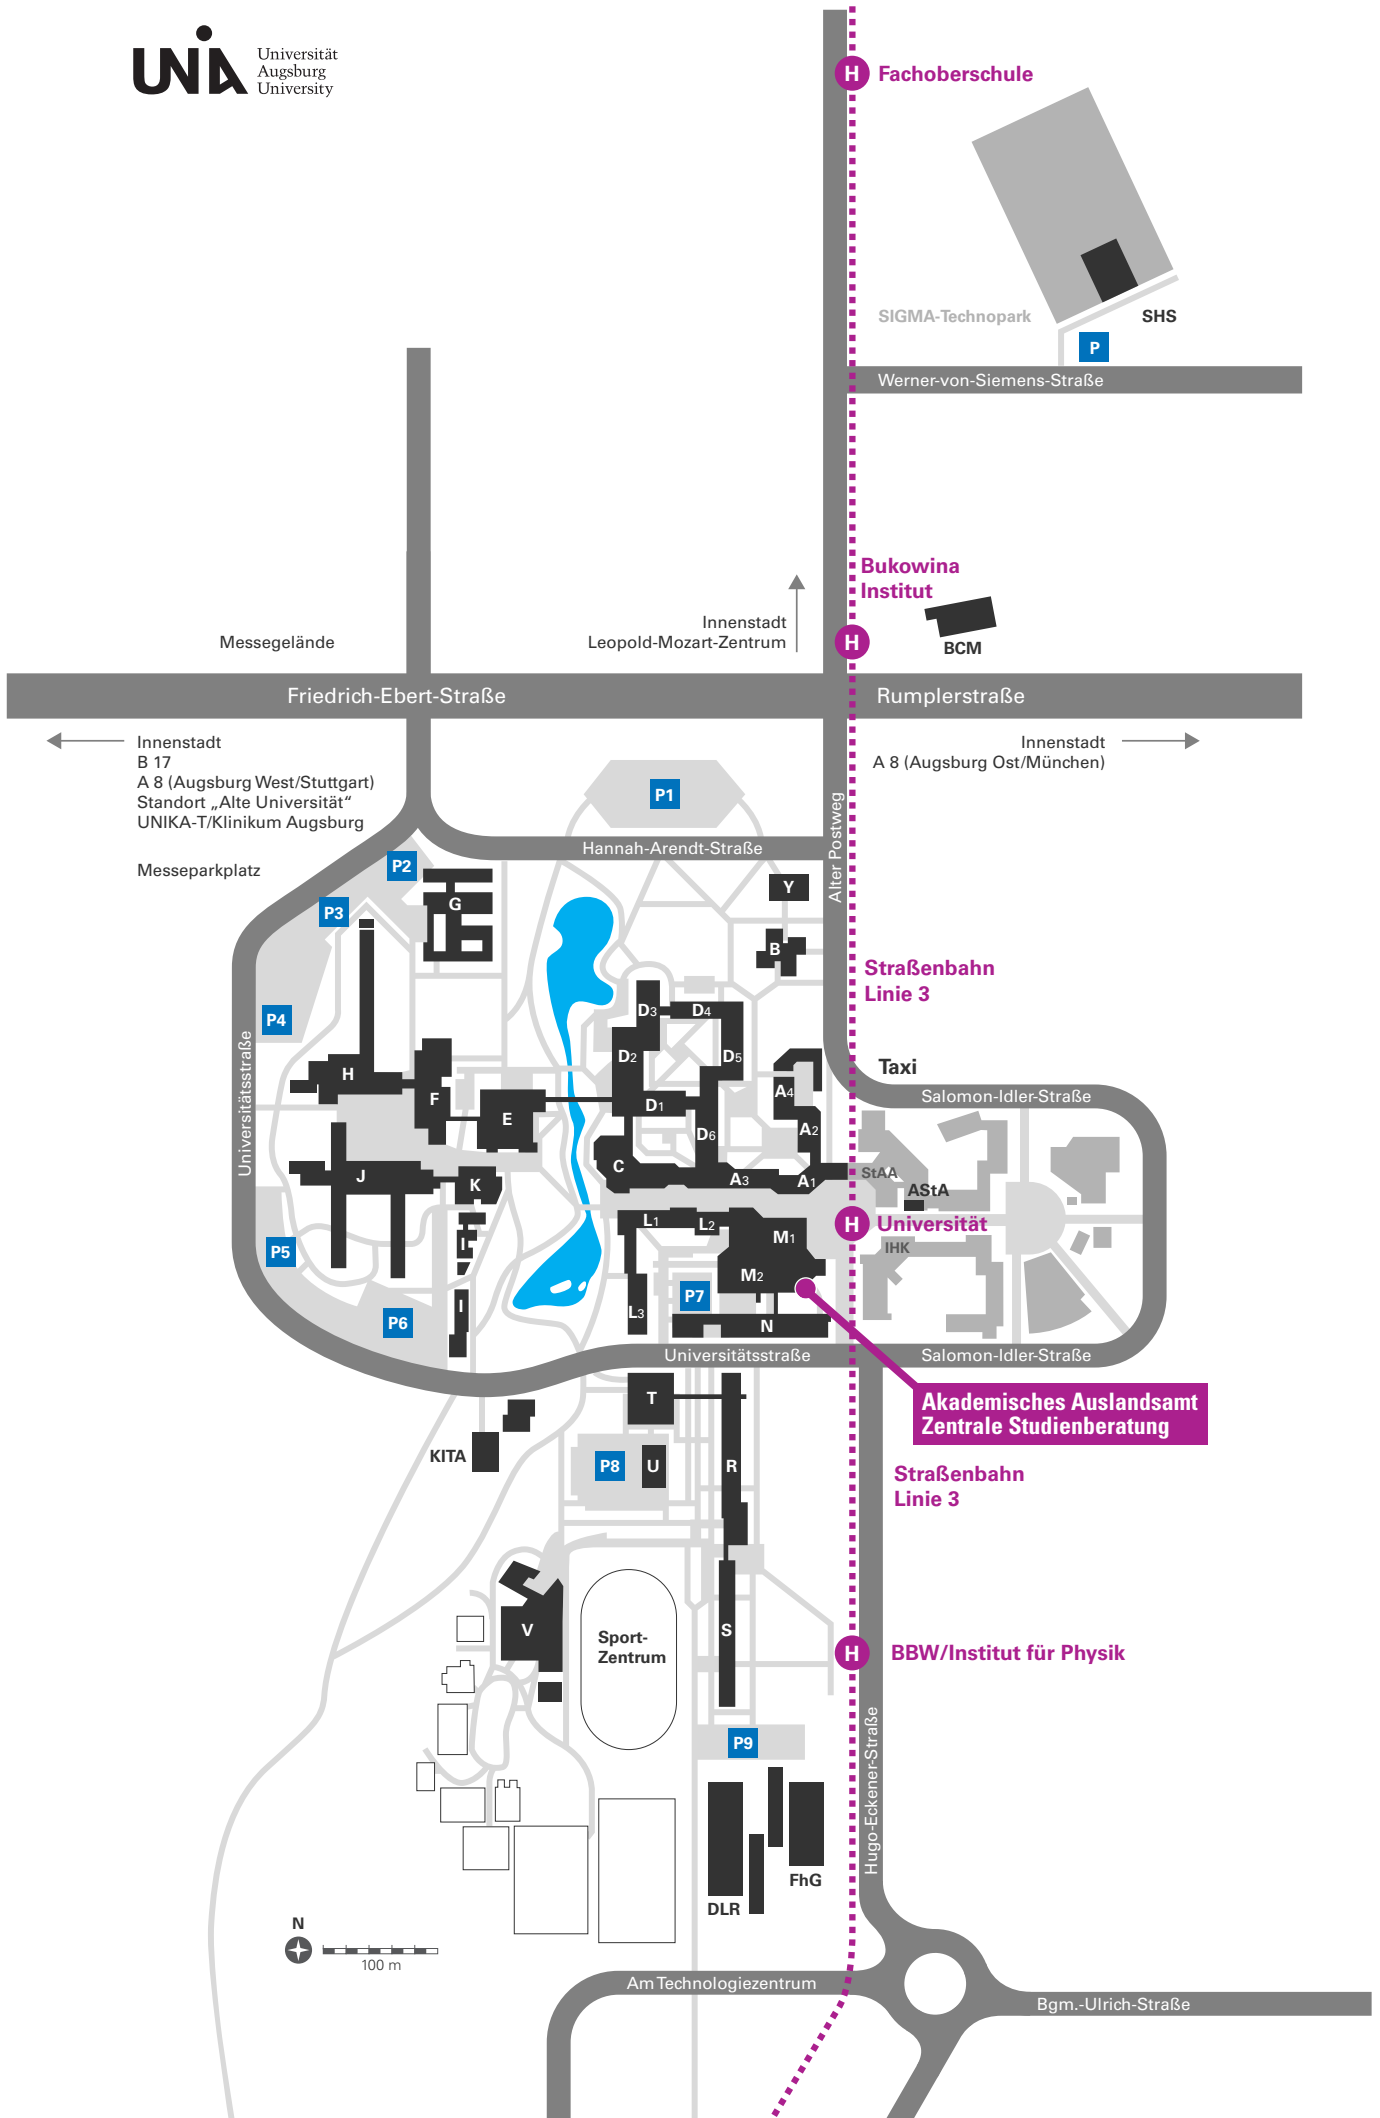 UNIA
Universität
Augsburg
University
H Fachoberschule
SIGMA-Technopark
SHS
P
Werner-von-Siemens-Straße
Bukowina
Institut
Innenstadt
Leopold-Mozart-Zentrum
H
BCM
Messegelände
Friedrich-Ebert-Straße
Rumplerstraße
Innenstadt
B 17
A 8 (Augsburg West/Stuttgart)
Standort „Alte Universität“
UNIKA-T/Klinikum Augsburg
Messeparkplatz
Innenstadt
A 8 (Augsburg Ost/München)
P1
Alter Postweg
Hannah-Arendt-Straße
P2
P3
G
Y
B
Straßenbahn
Linie 3
P4
D3
D4
D2
D5
Universitätsstraße
H
F
E
D1
D6
A4
A2
Taxi
Salomon-Idler-Straße
J
K
C
A3
A1
StAA
AStA
L1
L2
M1
H Universität
IHK
P5
I
M2
P7
L3
N
I
P6
Universitätsstraße
Salomon-Idler-Straße
Akademisches Auslandsamt
Zentrale Studienberatung
T
KITA
P8
U
R
Straßenbahn
Linie 3
V
Sport-
Zentrum
S
H BBW/Institut für Physik
P9
Hugo-Eckener-Straße
FhG
DLR
N
100 m
Am Technologiezentrum
Bgm.-Ulrich-Straße